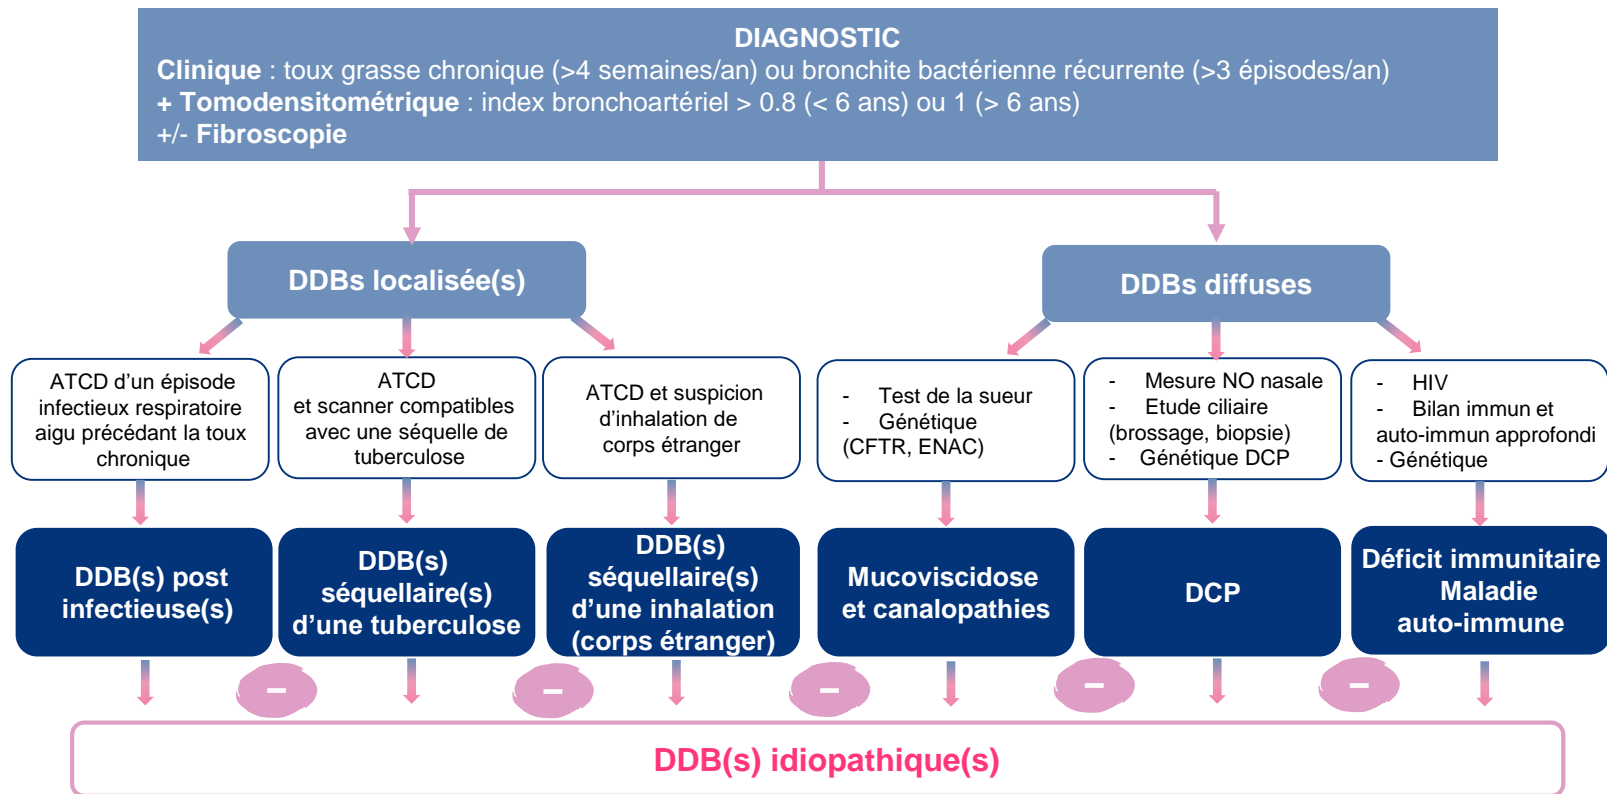 DIAGNOSTIC
Clinique : toux grasse chronique (>4 semaines/an) ou bronchite bactérienne récurrente (>3 épisodes/an)
+ Tomodensitométrique : index bronchoartériel > 0.8 (< 6 ans) ou 1 (> 6 ans)
+/- Fibroscopie
DDBs localisée(s)
DDBs diffuses
ATCD d'un épisode
infectieux respiratoire
aigu précédant la toux
chronique
ATCD
et scanner compatibles
avec une séquelle de
tuberculose
ATCD et suspicion
d'inhalation de
corps étranger
- Test de la sueur
- Génétique
(CFTR, ENAC)
- Mesure NO nasale
- Etude ciliaire
(brossage, biopsie)
- Génétique DCP
- HIV
- Bilan immun et
auto-immun approfondi
- Génétique
DDB(s) post
infectieuse(s)
DDB(s)
séquellaire(s)
d'une tuberculose
DDB(s)
séquellaire(s)
d'une inhalation
(corps étranger)
Mucoviscidose
et canalopathies
DCP
Déficit immunitaire
Maladie
auto-immune
–
–
–
–
–
DDB(s) idiopathique(s)